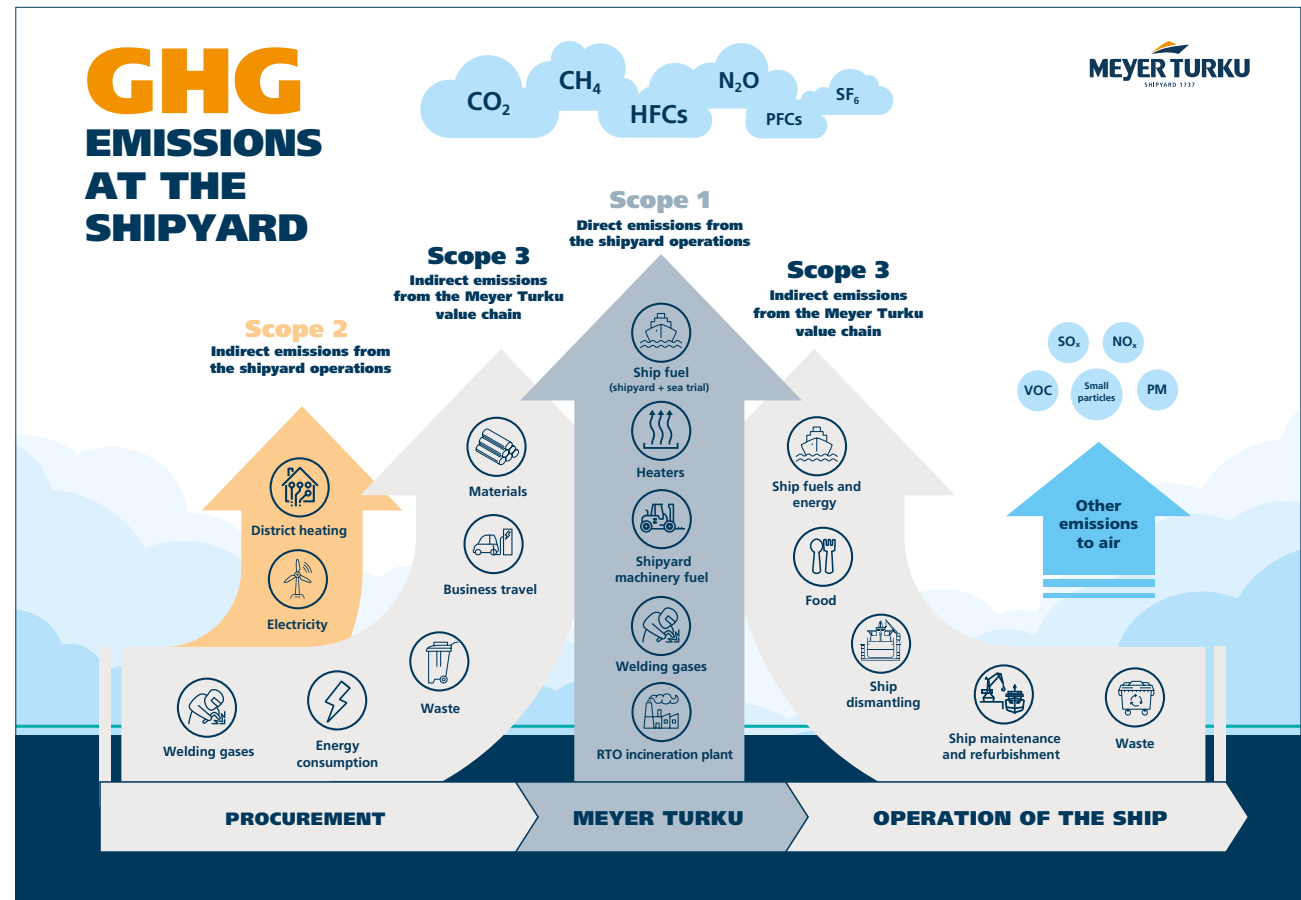 GHG
EMISSIONS
AT THE
SHIPYARD
CO₂
CH₄
HFCs
N₂O
PFCs
SF₆
MEYER TURKU
SHIPYARD 1737
Scope 1
Direct emissions from
the shipyard operations
Scope 3
Indirect emissions
from the Meyer Turku
value chain
Scope 3
Indirect emissions
from the Meyer Turku
value chain
Scope 2
Indirect emissions from
the shipyard operations
District heating
Electricity
Materials
Business travel
Waste
Energy
consumption
Welding gases
Ship fuel
(shipyard + sea trial)
Heaters
Shipyard
machinery fuel
Welding gases
RTO incineration plant
Ship fuels and
energy
Food
Ship
dismantling
Ship maintenance
and refurbishment
Waste
SOₓ
NOₓ
VOC
Small
particles
PM
Other
emissions
to air
PROCUREMENT
MEYER TURKU
OPERATION OF THE SHIP